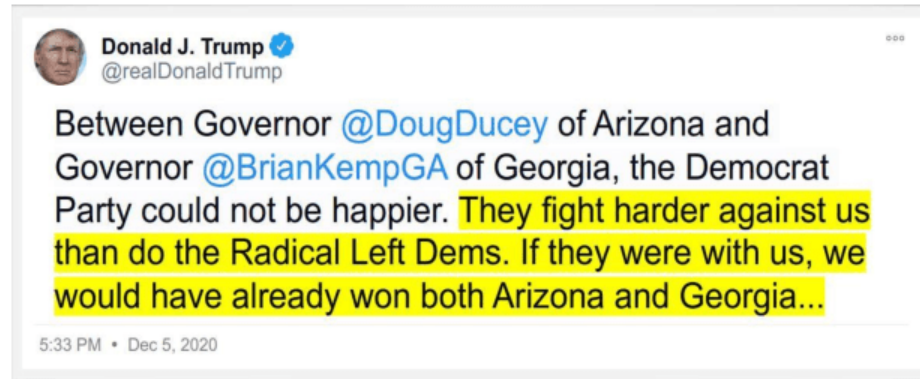 Donald J. Trump
@realDonaldTrump
Between Governor @DougDucey of Arizona and
Governor @BrianKempGA of Georgia, the Democrat
Party could not be happier. They fight harder against us
than do the Radical Left Dems. If they were with us, we
would have already won both Arizona and Georgia...
5:33 PM • Dec 5, 2020